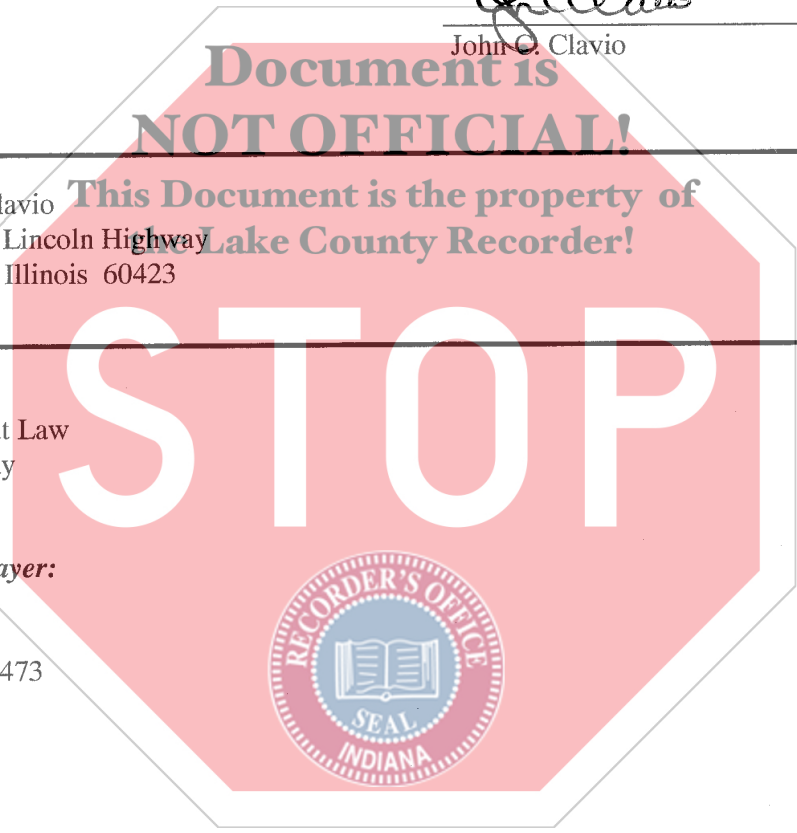 John C. Clavio
Document is
NOT OFFICIAL!
This Document is the property of
the Lake County Recorder!
lavio
Lincoln Highway
Illinois 60423
STOP
t Law
y
ayer:
473
RECORDER'S OFFICE
SEAL
INDIANA